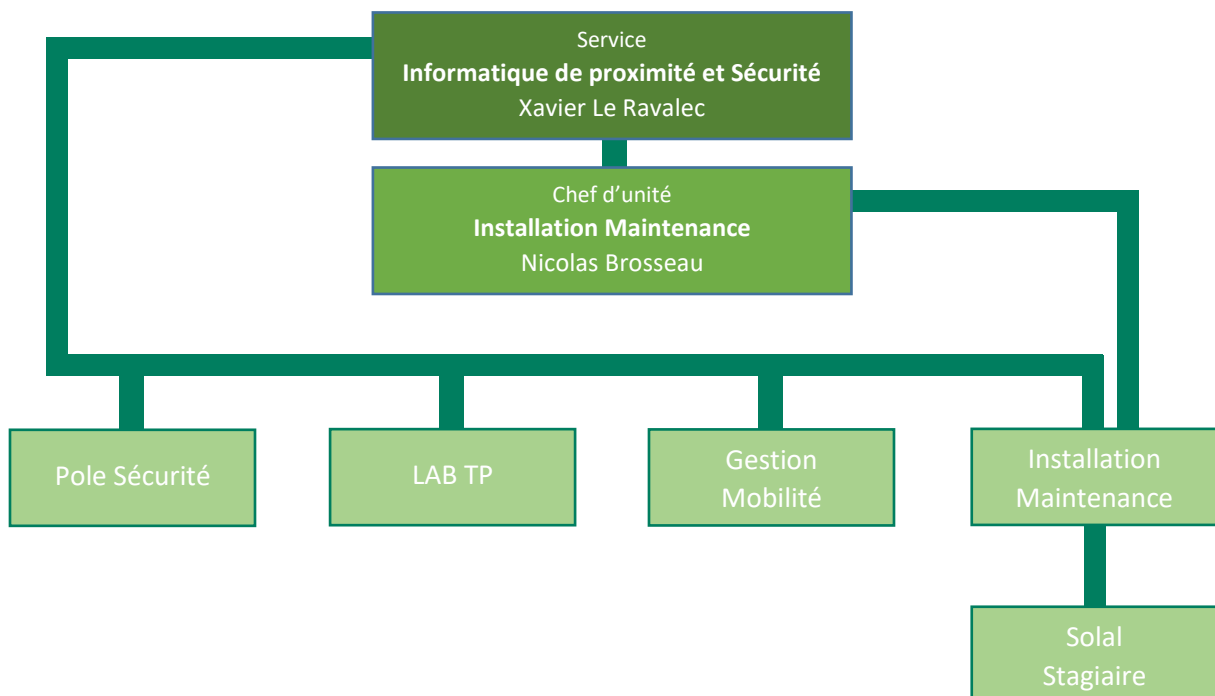 Service
Informatique de proximité et Sécurité
Xavier Le Ravalec
Chef d’unité
Installation Maintenance
Nicolas Brosseau
Pole Sécurité
LAB TP
Gestion
Mobilité
Installation
Maintenance
Solal
Stagiaire